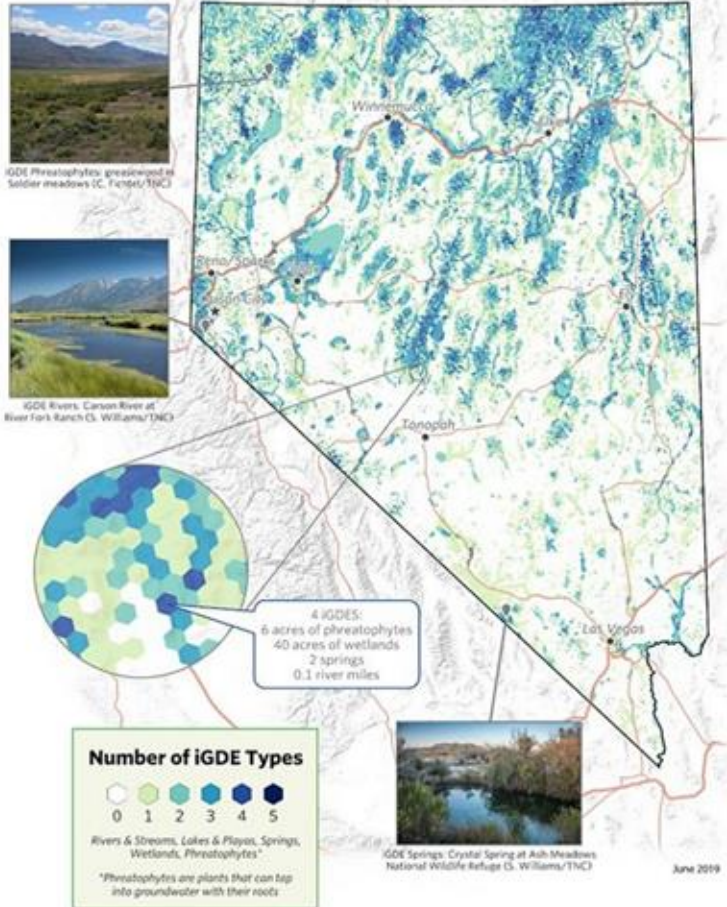 iGDE Phreatophytes: greasewood in
Soldier meadows (C. Fichtel/TNC)
Winnemucca
Elko
iGDE Rivers: Carson River at
River Fork Ranch (S. Williams/TNC)
Reno/Sparks
Carson City
Ely
Tonopah
4 iGDES:
6 acres of phreatophytes
40 acres of wetlands
2 springs
0.1 river miles
Las Vegas
Number of iGDE Types
0 1 2 3 4 5
Rivers & Streams, Lakes & Playas, Springs,
Wetlands, Phreatophytes*
*Phreatophytes are plants that can tap
into groundwater with their roots
iGDE Springs: Crystal Spring at Ash Meadows
National Wildlife Refuge (S. Williams/TNC)
June 2019